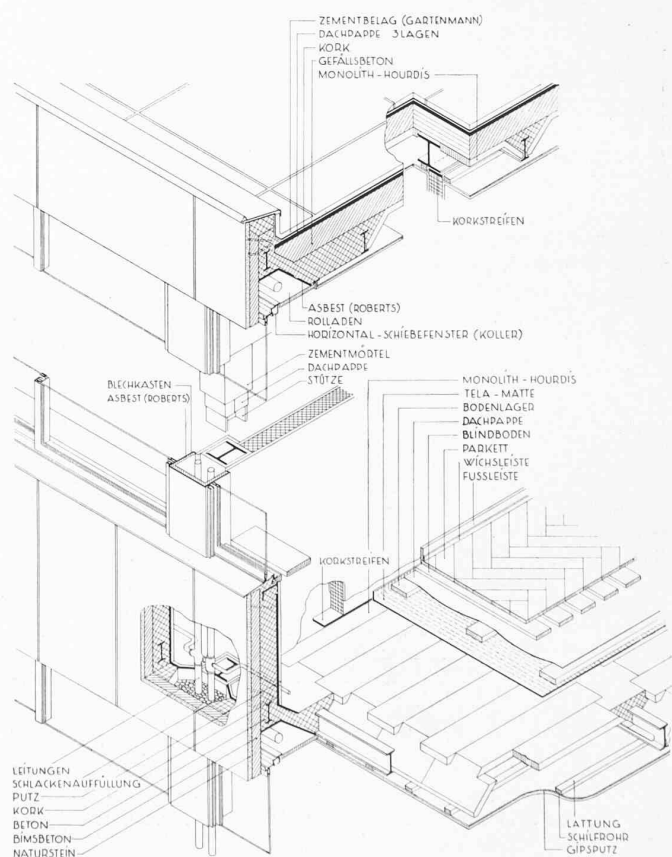 ZEMENTBELAG (GARTENMANN)
DACHPAPPE 3LAGEN
KORK
GEFÄLLSBETON
MONOLITH - HOURDIS
KORKSTREIFEN
ASBEST (ROBERTS)
ROLLADEN
HORIZONTAL - SCHIEBEFENSTER (KOLLER)
ZEMENTMÖRTEL
DACHPAPPE
STÜTZE
BLECHKASTEN
ASBEST (ROBERTS)
MONOLITH - HOURDIS
TELA - MATTE
BODENLAGER
DACHPAPPE
BLINDBODEN
PARKETT
WICHSLEISTE
FUSSLEISTE
KORKSTREIFEN
LEITUNGEN
SCHLACKENAUFFÜLLUNG
PUTZ
KORK
BETON
BIMSBETON
NATURSTEIN
LATTUNG
SCHILFROHR
GIPSPUTZ